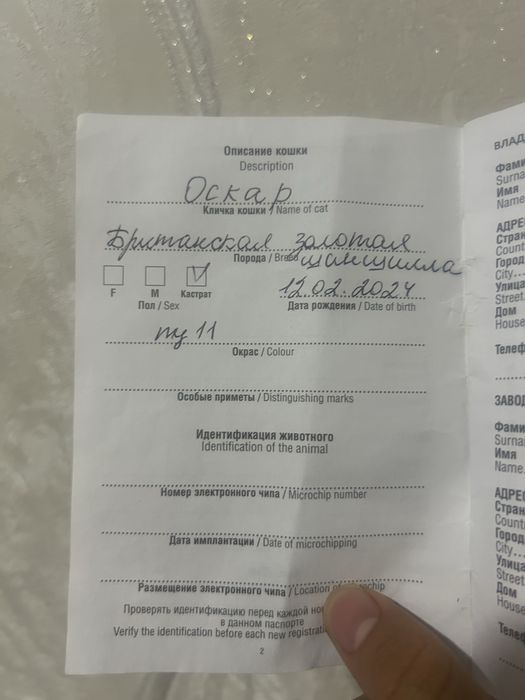 Описание кошки
Description
Оскар
Кличка кошки / Name of cat
Британская золотая
Порода / Breed шиншилла
F M Кастрат
12.02.2024
Пол / Sex
Дата рождения / Date of birth
ny 11
Окрас / Colour
Особые приметы / Distinguishing marks
Идентификация животного
Identification of the animal
Номер электронного чипа / Microchip number
Дата имплантации / Date of microchipping
Размещение электронного чипа / Location
Проверять идентификацию перед каждой
в данном паспорте
Verify the identification before each new
2
ВЛАД
Фами
Surna
Имя
Name
АДРЕ
Стран
Count
Город
City...
Улица
Street
Дом
House
Телеф
ЗАВОД
Фами
Surna
Имя
Name
АДРЕ
Стран
Count
Город
City...
Улица
Street
Дом
House
Теле